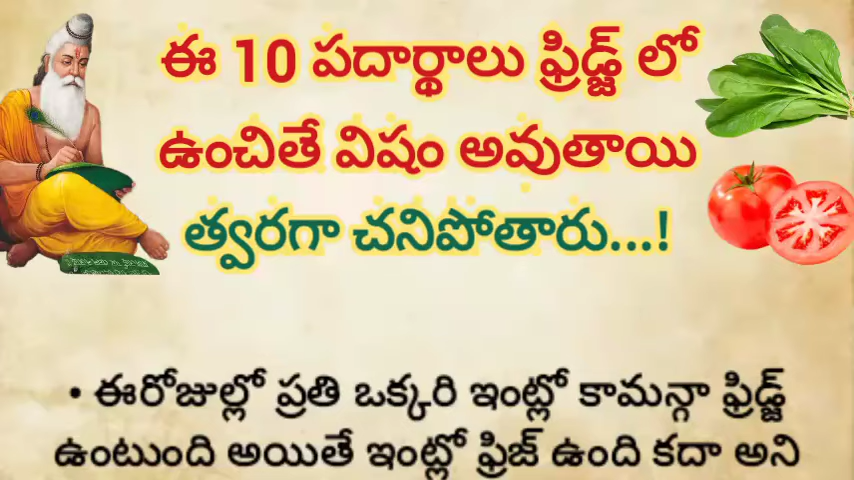 ఈ 10 పదార్థాలు ఫ్రిడ్జ్ లో
ఉంచితే విషం అవుతాయి
త్వరగా చనిపోతారు...!
• ఈరోజుల్లో ప్రతి ఒక్కరి ఇంట్లో కామన్గా ఫ్రిడ్జ్
ఉంటుంది అయితే ఇంట్లో ఫ్రిజ్ ఉంది కదా అని